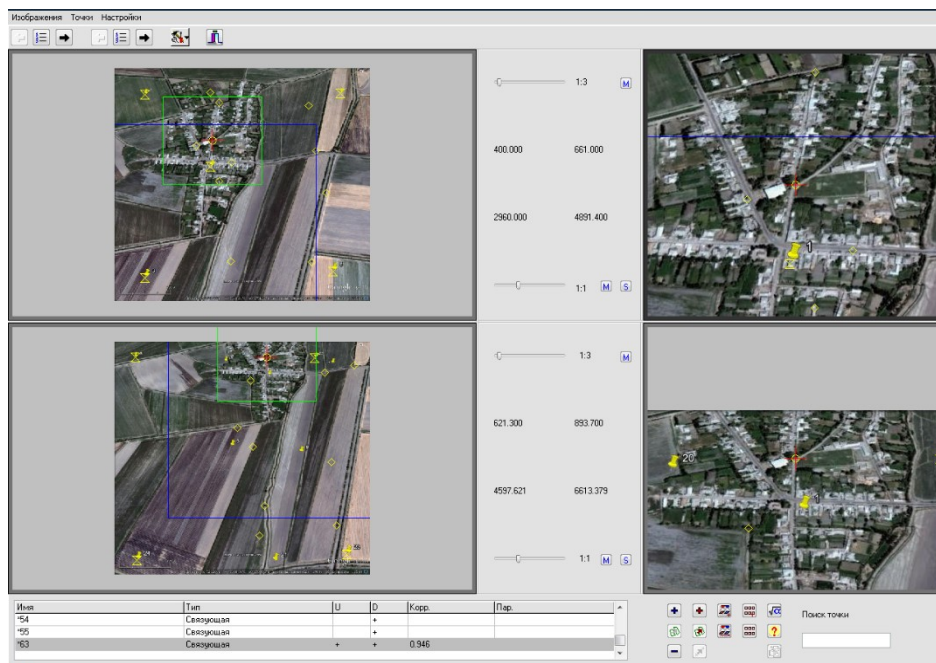 Изображения Точки Настройки
1:3 M
400.000 661.000
2960.000 4891.400
1:1 M S
1
1:3 M
621.300 893.700
4597.621 6613.379
1:1 M S
20
1
Имя Тип U D Корр. Пар.
*54 Связующая +
*55 Связующая +
*63 Связующая + + 0.946
Поиск точки